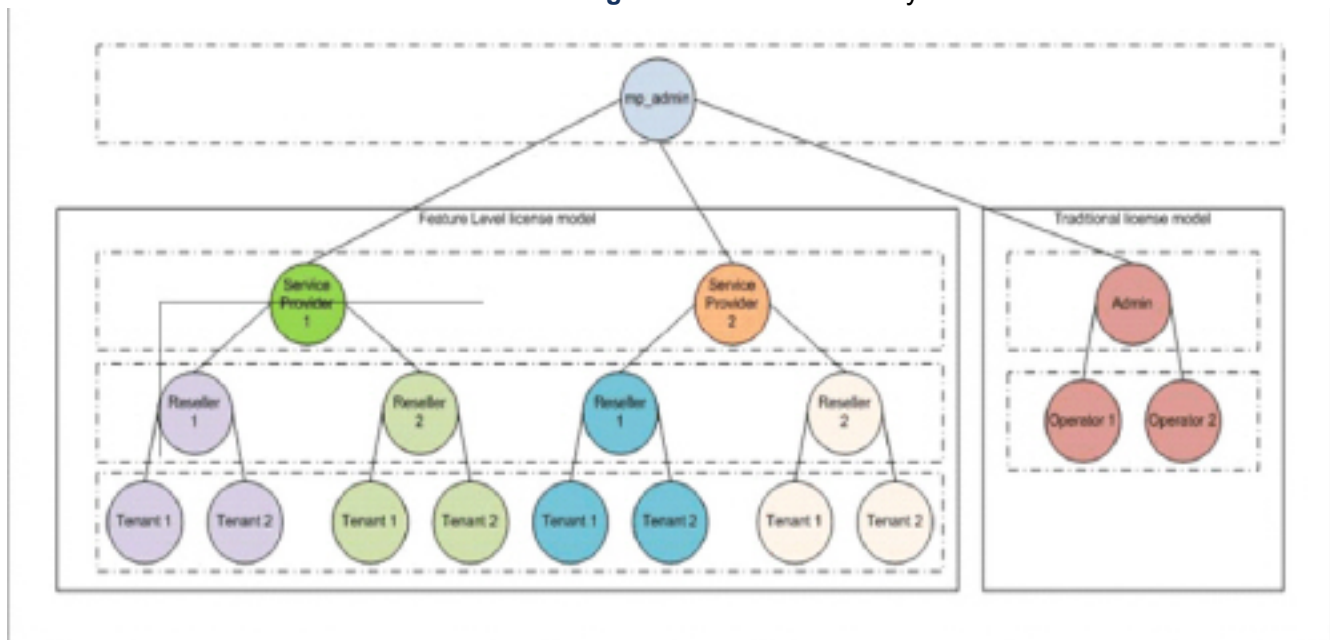 mp_admin
Feature Level license model
Traditional license model
Service
Provider
1
Service
Provider
2
Admin
Reseller
1
Reseller
2
Reseller
1
Reseller
2
Operator 1
Operator 2
Tenant 1
Tenant 2
Tenant 1
Tenant 2
Tenant 1
Tenant 2
Tenant 1
Tenant 2